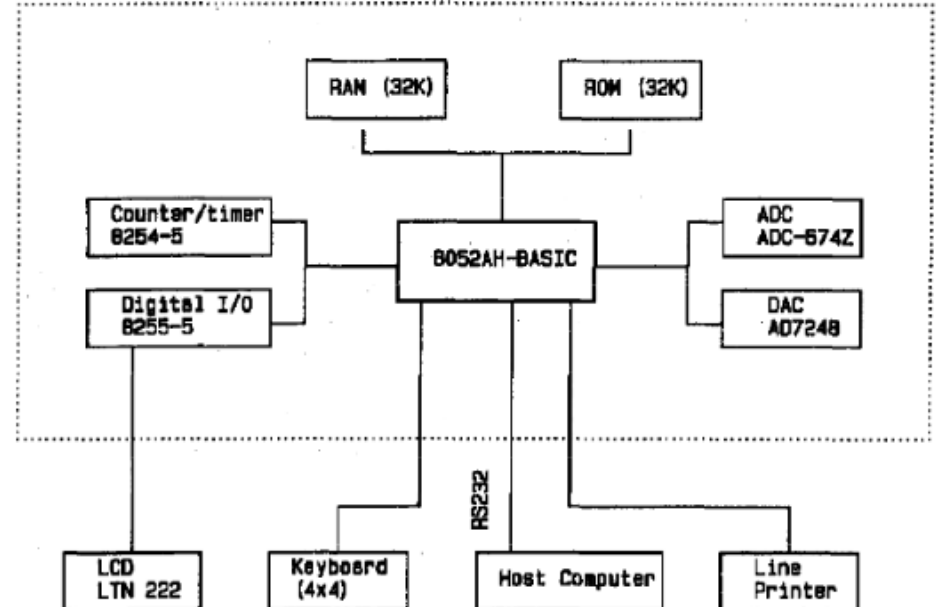 RAM (32K)
ROM (32K)
Counter/timer
8254-5
8052AH-BASIC
ADC
ADC-674Z
Digital I/O
8255-5
DAC
AD7248
RS232
LCD
LTN 222
Keyboard
(4x4)
Host Computer
Line
Printer